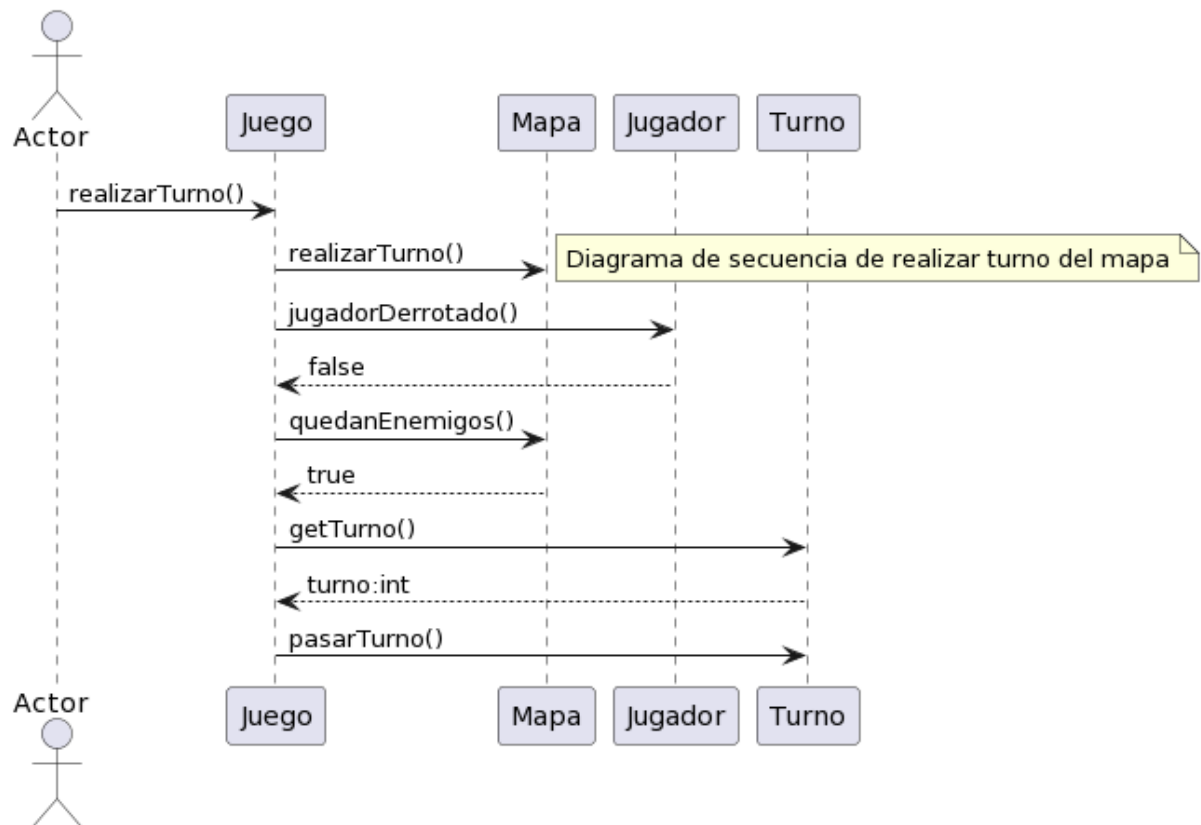 Actor
Juego
Mapa
Jugador
Turno
realizarTurno()
realizarTurno()
Diagrama de secuencia de realizar turno del mapa
jugadorDerrotado()
false
quedanEnemigos()
true
getTurno()
turno:int
pasarTurno()
Actor
Juego
Mapa
Jugador
Turno